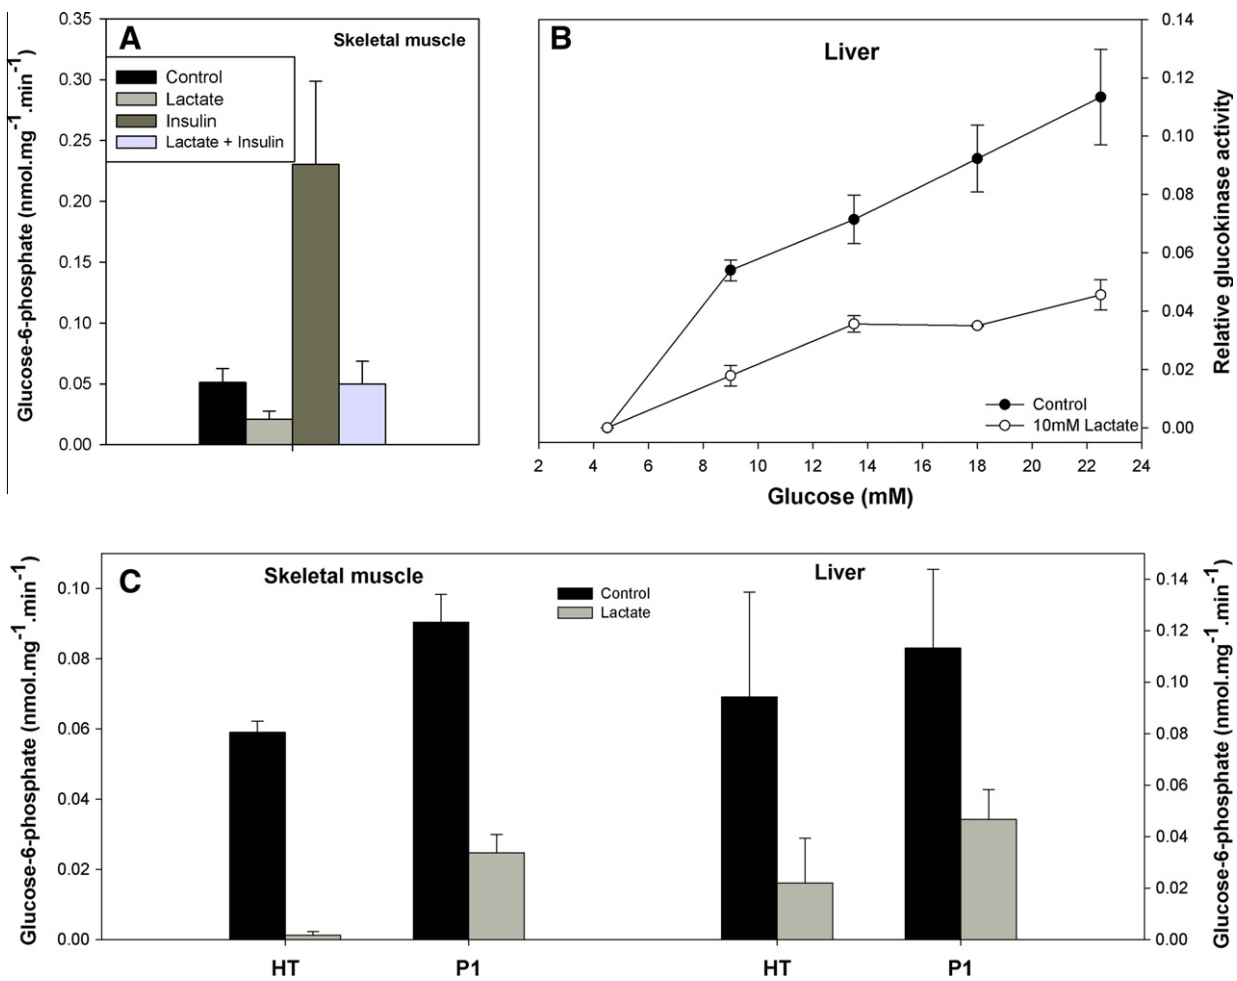 A
Skeletal muscle
Control
Lactate
Insulin
Lactate + Insulin
Glucose-6-phosphate (nmol.mg⁻¹.min⁻¹)
0.35
0.30
0.25
0.20
0.15
0.10
0.05
0.00
B
Liver
Control
10mM Lactate
0.14
0.12
0.10
0.08
0.06
0.04
0.02
0.00
Relative glucokinase activity
2 4 6 8 10 12 14 16 18 20 22 24
Glucose (mM)
C
Skeletal muscle
Liver
Control
Lactate
Glucose-6-phosphate (nmol.mg⁻¹.min⁻¹)
0.10
0.08
0.06
0.04
0.02
0.00
0.14
0.12
0.10
0.08
0.06
0.04
0.02
0.00
Glucose-6-phosphate (nmol.mg⁻¹.min⁻¹)
HT P1 HT P1